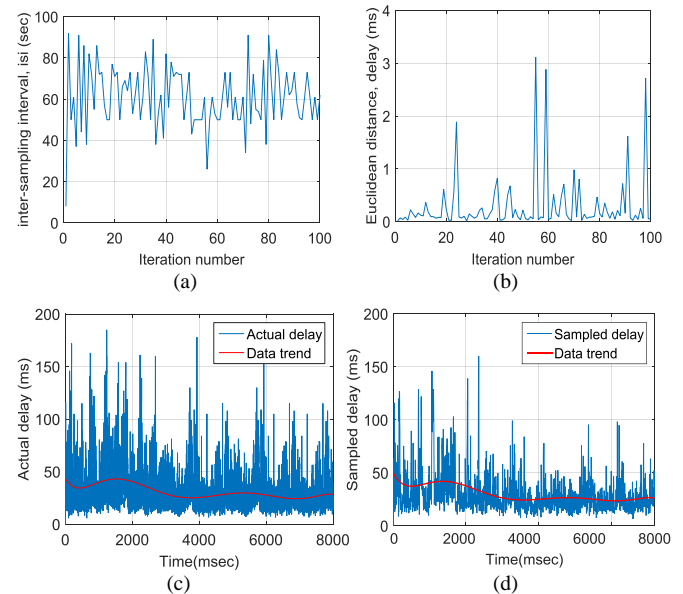 inter-sampling interval, isi (sec)
100
80
60
40
20
0
0 20 40 60 80 100
Iteration number
(a)
Euclidean distance, delay (ms)
4
3
2
1
0
0 20 40 60 80 100
Iteration number
(b)
Actual delay (ms)
200
150
100
50
0
Actual delay
Data trend
0 2000 4000 6000 8000
Time(msec)
(c)
Sampled delay (ms)
200
150
100
50
0
Sampled delay
Data trend
0 2000 4000 6000 8000
Time(msec)
(d)